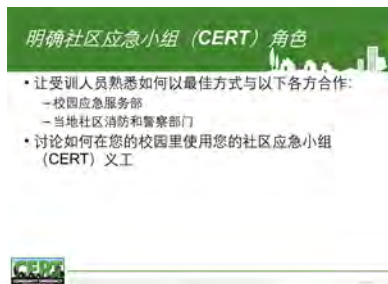 明确社区应急小组（CERT）角色
• 让受训人员熟悉如何以最佳方式与以下各方合作:
–校园应急服务部
–当地社区消防和警察部门
• 讨论如何在您的校园里使用您的社区应急小组
（CERT）义工
CERT